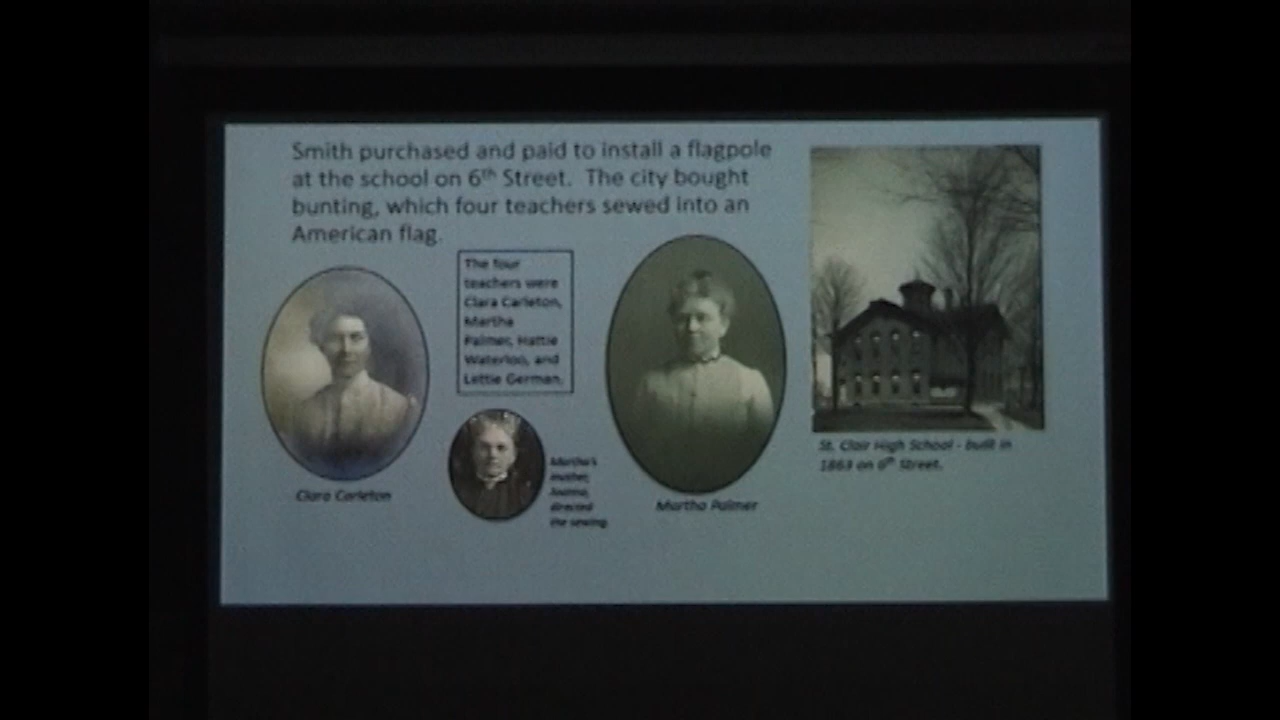 Smith purchased and paid to install a flagpole
at the school on 6th Street. The city bought
bunting, which four teachers sewed into an
American flag.
The four
teachers were
Clara Carleton,
Martha
Palmer, Hattie
Waterloo, and
Lettie German.
Clara Carleton
Martha's
mother,
directed
the sewing.
Martha Palmer
St. Clair High School - built in
1863 on 6th Street.